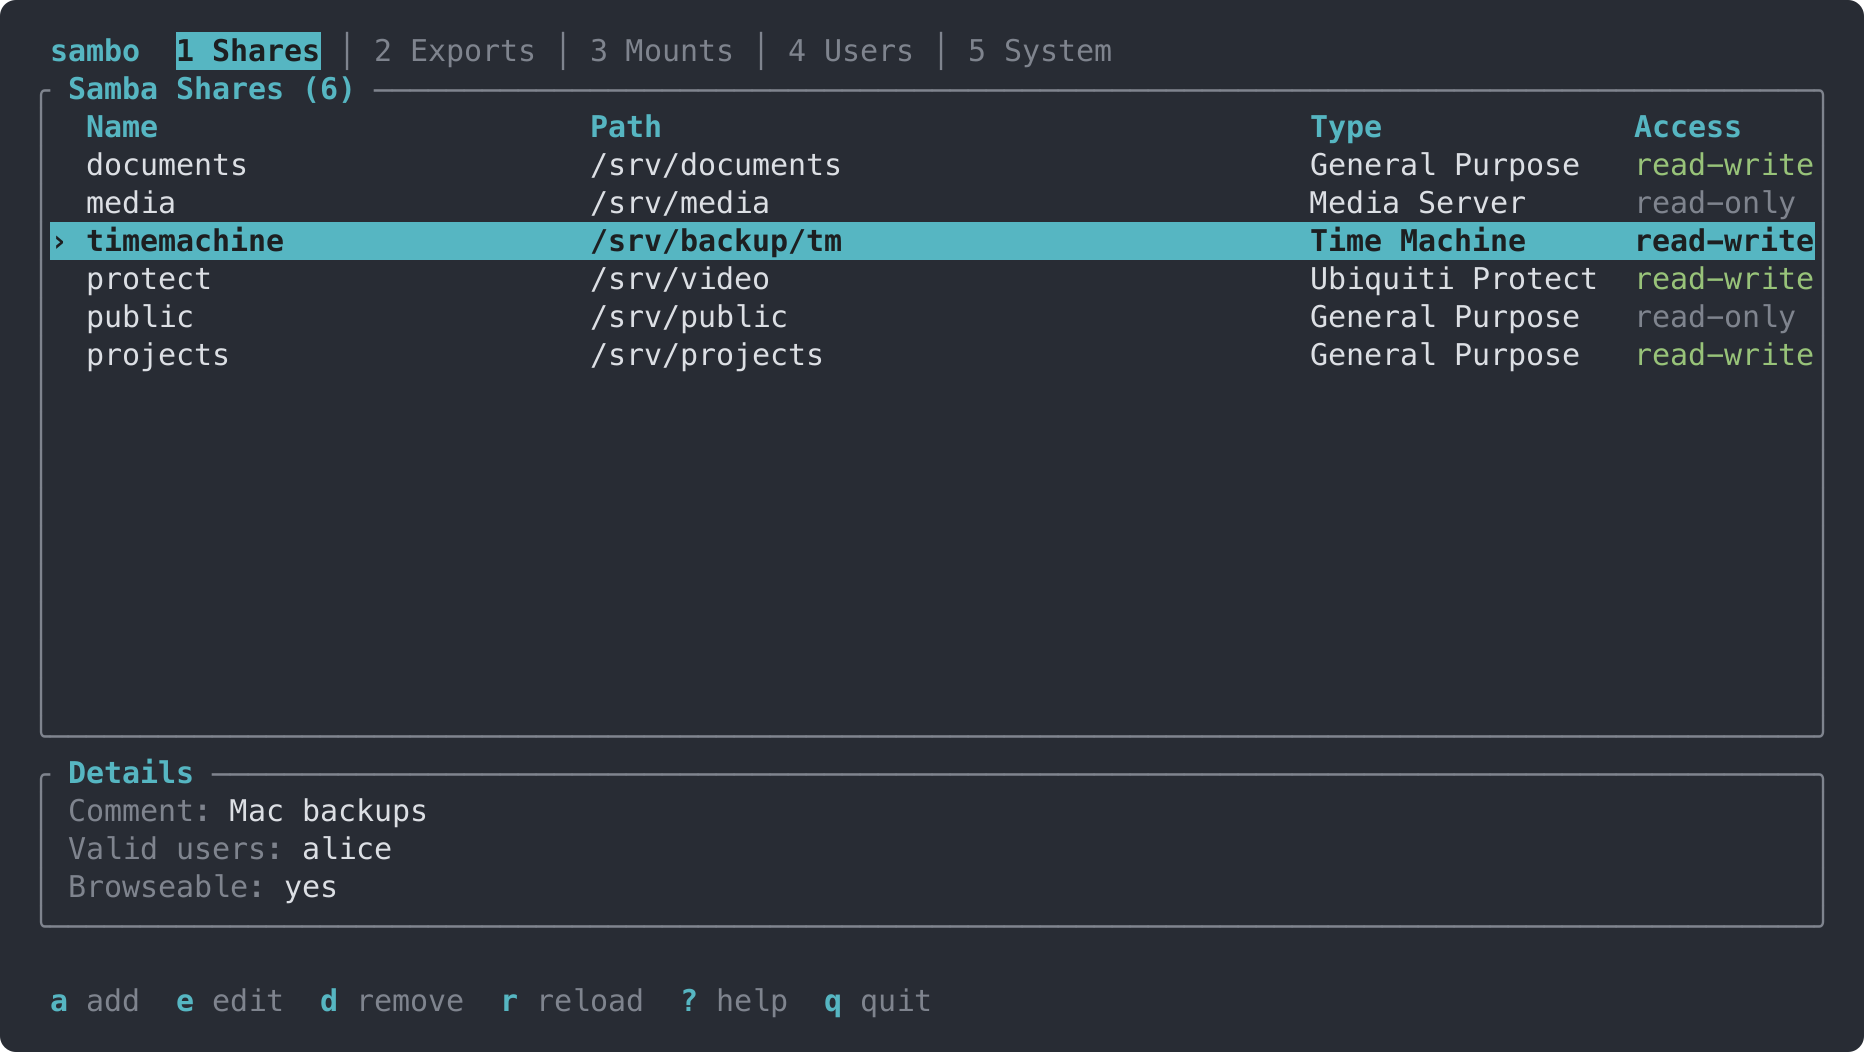 sambo 1 Shares │ 2 Exports │ 3 Mounts │ 4 Users │ 5 System
Samba Shares (6)
Name Path Type Access
documents /srv/documents General Purpose read-write
media /srv/media Media Server read-only
› timemachine /srv/backup/tm Time Machine read-write
protect /srv/video Ubiquiti Protect read-write
public /srv/public General Purpose read-only
projects /srv/projects General Purpose read-write
Details
Comment: Mac backups
Valid users: alice
Browseable: yes
a add e edit d remove r reload ? help q quit